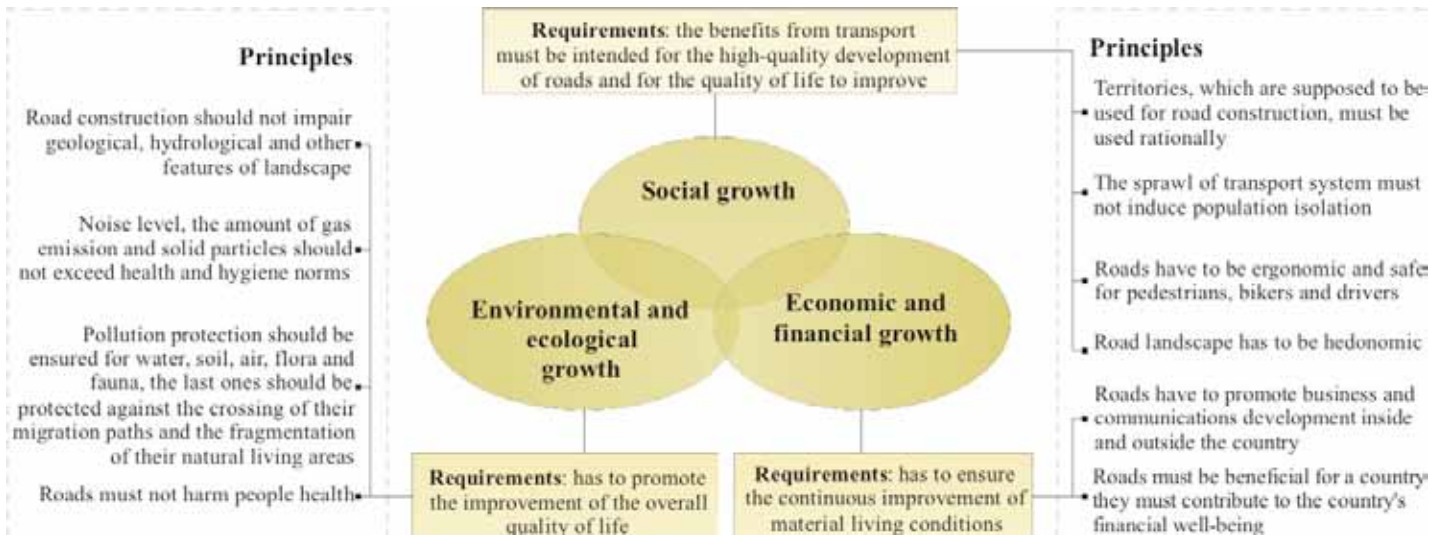 Principles
Road construction should not impair
geological, hydrological and other
features of landscape
Noise level, the amount of gas
emission and solid particles should
not exceed health and hygiene norms
Pollution protection should be
ensured for water, soil, air, flora and
fauna, the last ones should be
protected against the crossing of their
migration paths and the fragmentation
of their natural living areas
Roads must not harm people health
Requirements: the benefits from transport
must be intended for the high-quality development
of roads and for the quality of life to improve
Social growth
Environmental and
ecological
growth
Economic and
financial growth
Requirements: has to promote
the improvement of the overall
quality of life
Requirements: has to ensure
the continuous improvement of
material living conditions
Principles
Territories, which are supposed to be
used for road construction, must be
used rationally
The sprawl of transport system must
not induce population isolation
Roads have to be ergonomic and safe
for pedestrians, bikers and drivers
Road landscape has to be hedonomic
Roads have to promote business and
communications development inside
and outside the country
Roads must be beneficial for a country
they must contribute to the country's
financial well-being